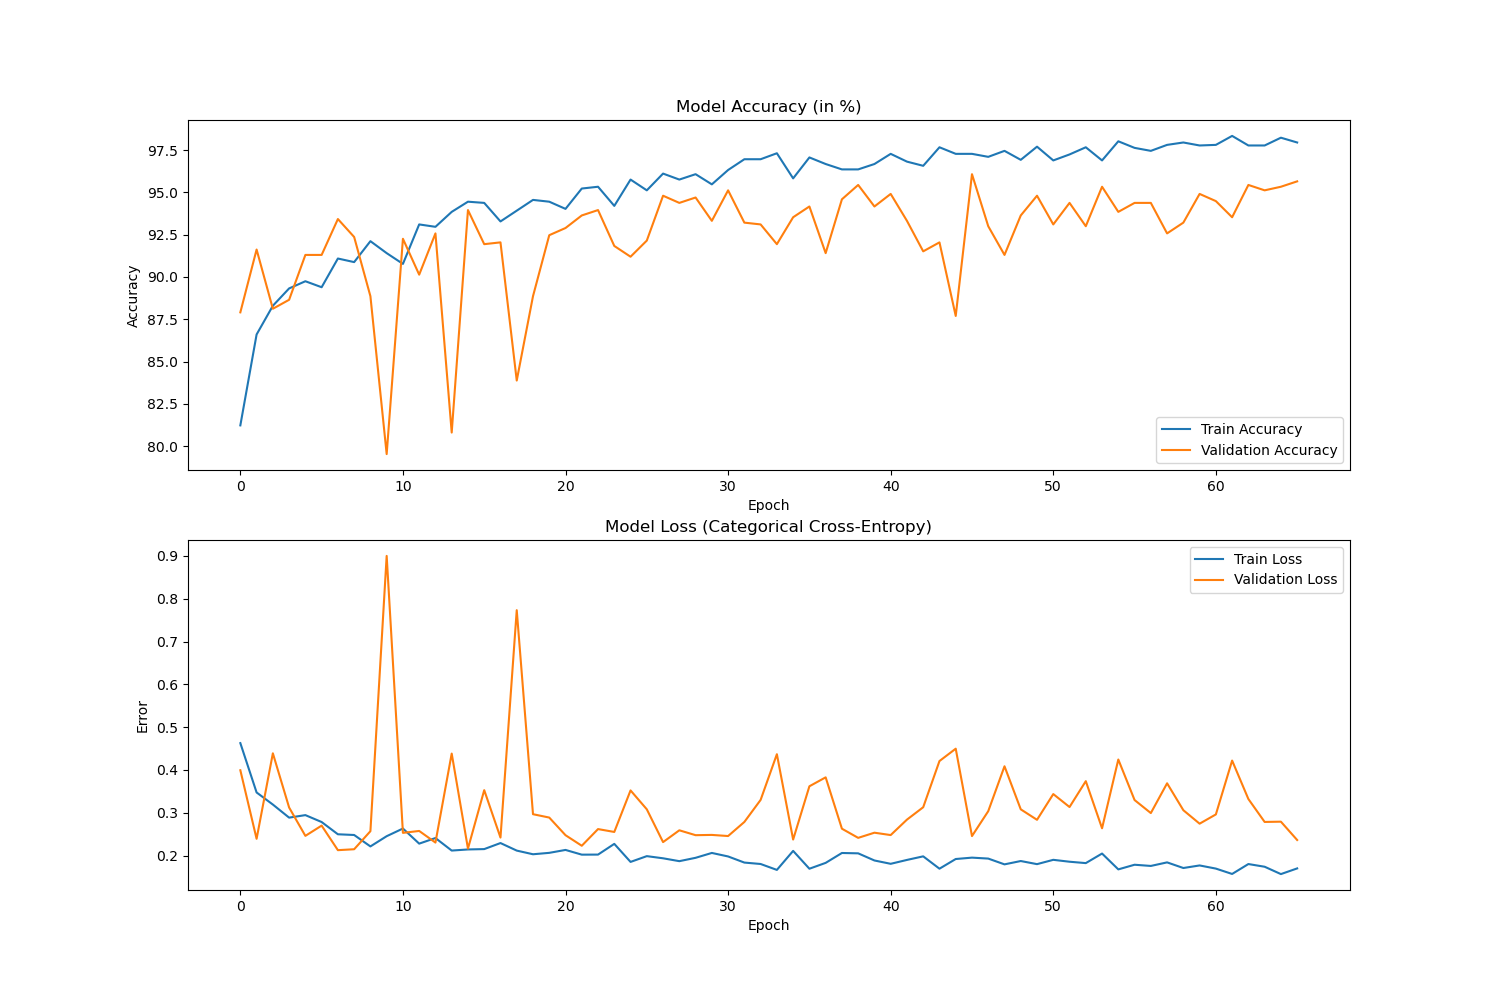 Model Accuracy (in %)
Accuracy
97.5
95.0
92.5
90.0
87.5
85.0
82.5
80.0
Train Accuracy
Validation Accuracy
0 10 20 30 40 50 60
Epoch
Model Loss (Categorical Cross-Entropy)
Error
0.9
0.8
0.7
0.6
0.5
0.4
0.3
0.2
Train Loss
Validation Loss
0 10 20 30 40 50 60
Epoch